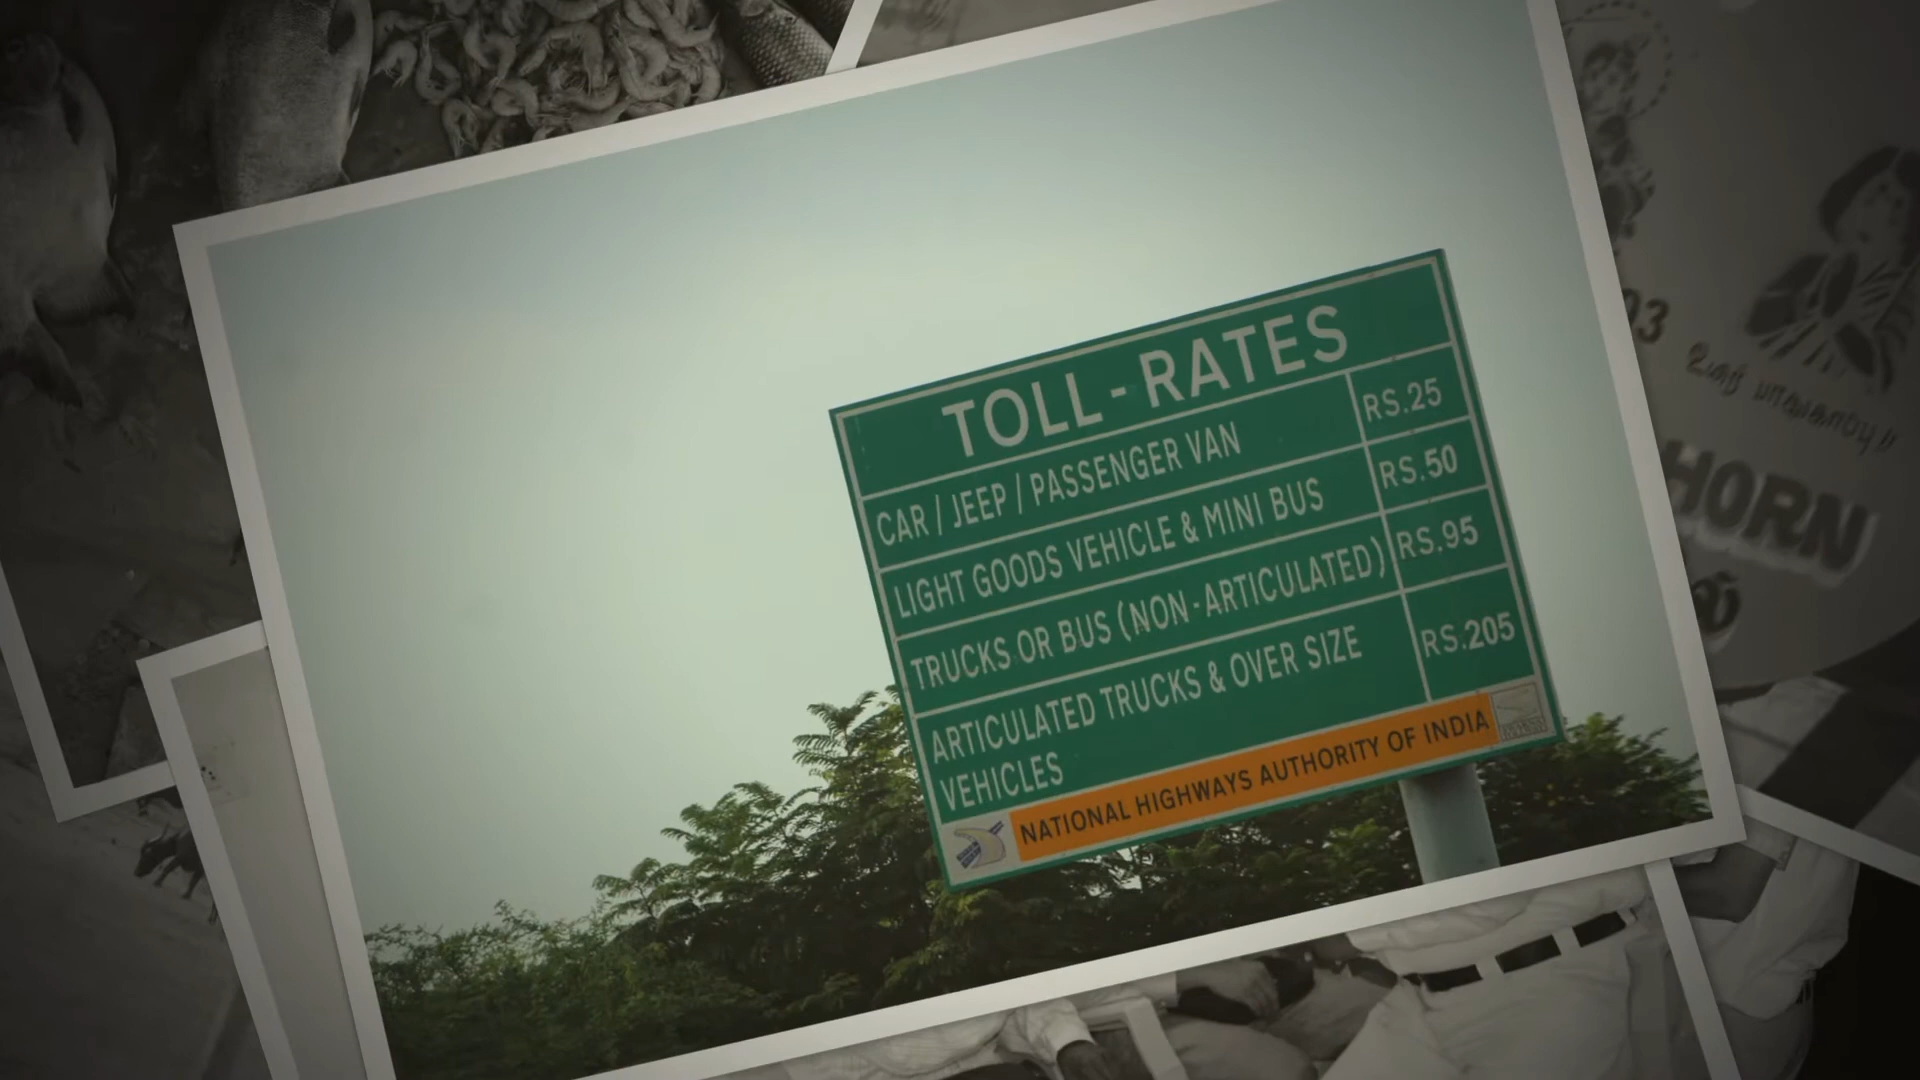 TOLL-RATES
CAR / JEEP / PASSENGER VAN RS.25
LIGHT GOODS VEHICLE & MINI BUS RS.50
TRUCKS OR BUS (NON-ARTICULATED) RS.95
ARTICULATED TRUCKS & OVER SIZE RS.205
VEHICLES
NATIONAL HIGHWAYS AUTHORITY OF INDIA
03
HORN